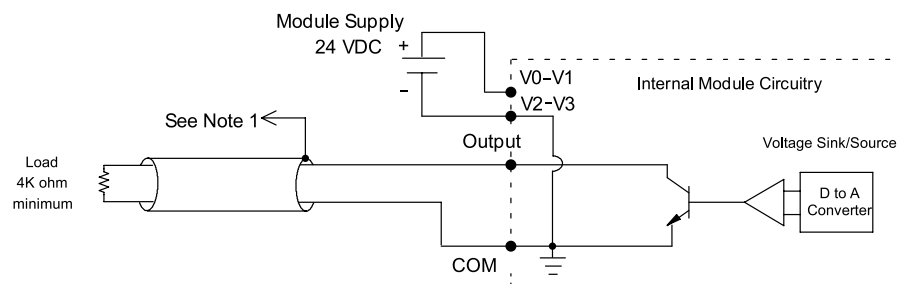 Module Supply
24 VDC
+
−
V0–V1
V2–V3
Internal Module Circuitry
See Note 1
Output
Voltage Sink/Source
Load
4K ohm
minimum
D to A
Converter
COM